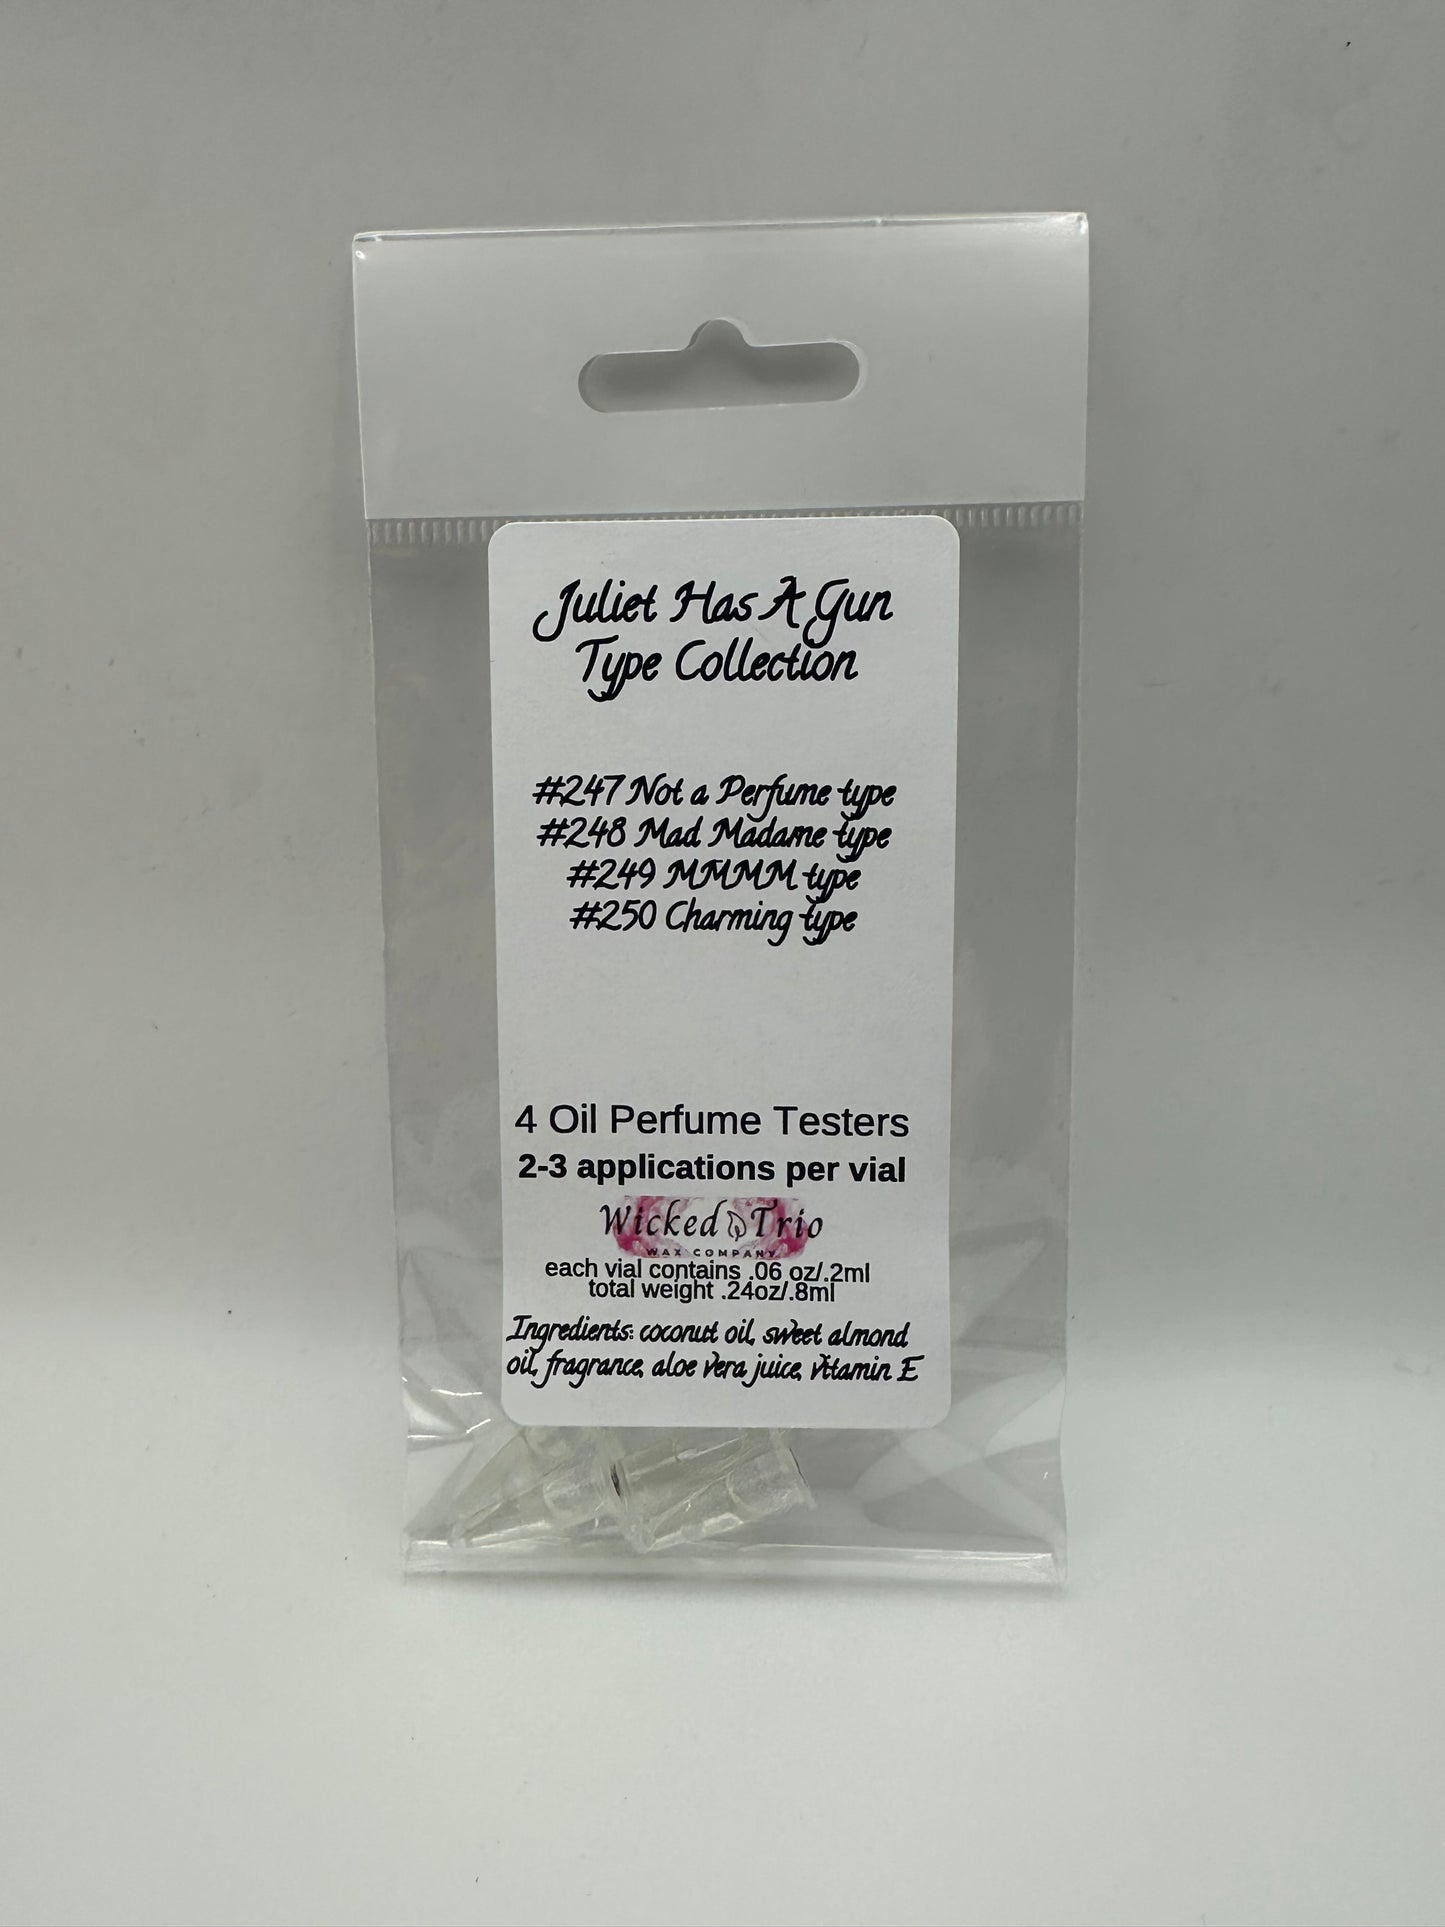 Juliet Has A Gun
Type Collection
#247 Not a Perfume type
#248 Mad Madame type
#249 MMMM type
#250 Charming type
4 Oil Perfume Testers
2-3 applications per vial
Wicked Trio
WAX COMPANY
each vial contains .06 oz/.2ml
total weight .24oz/.8ml
Ingredients: coconut oil, sweet almond
oil, fragrance, aloe vera juice, vitamin E